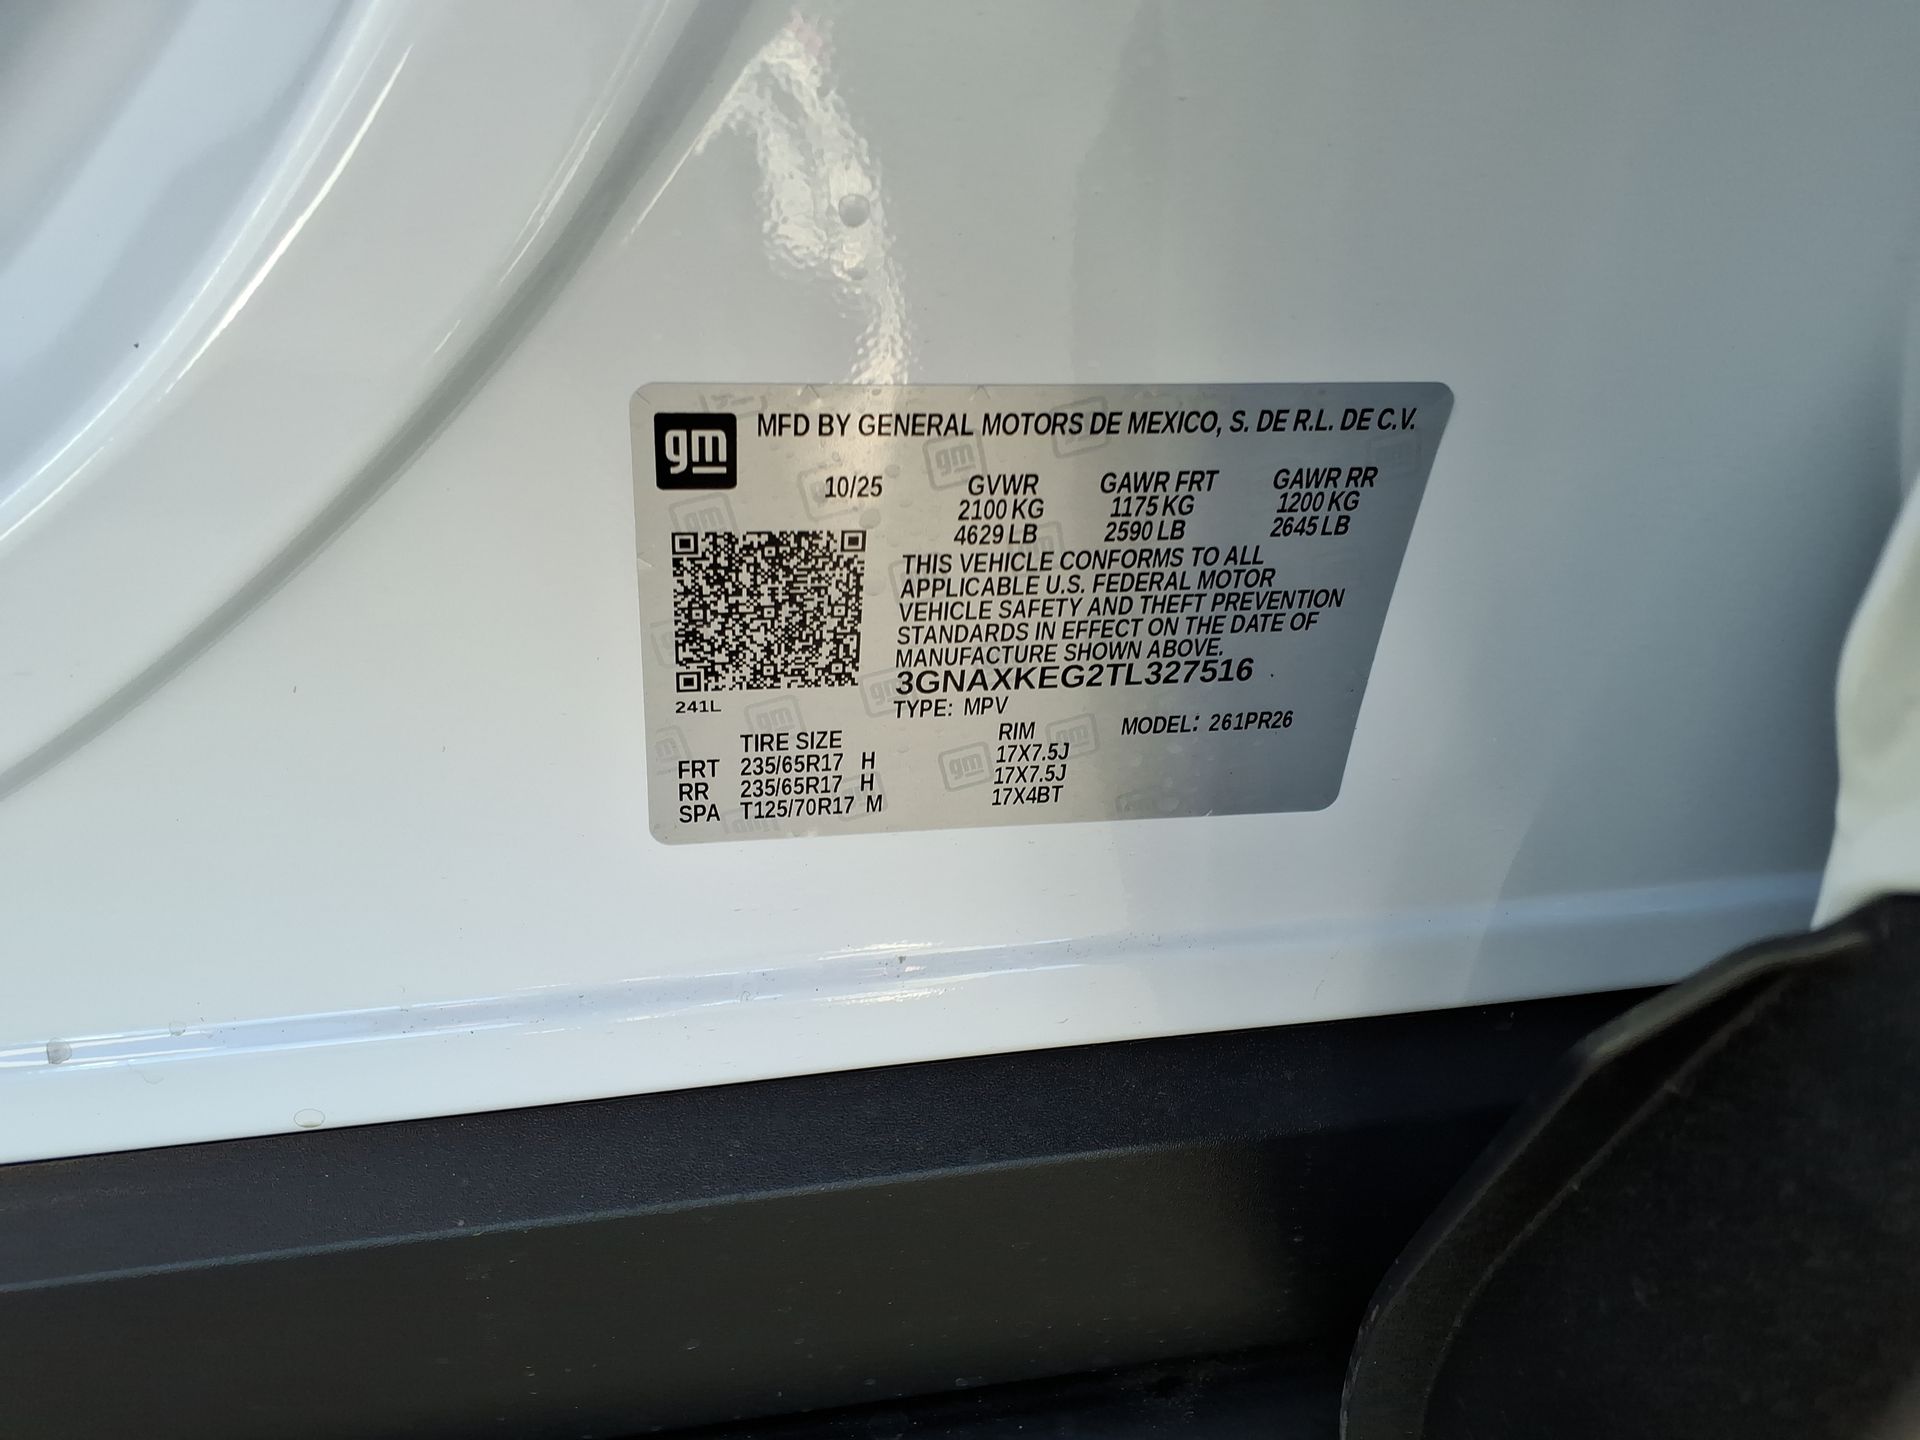 gm MFD BY GENERAL MOTORS DE MEXICO, S. DE R.L. DE C.V.
10/25 GVWR GAWR FRT GAWR RR
2100 KG 1175 KG 1200 KG
4629 LB 2590 LB 2645 LB
THIS VEHICLE CONFORMS TO ALL
APPLICABLE U.S. FEDERAL MOTOR
VEHICLE SAFETY AND THEFT PREVENTION
STANDARDS IN EFFECT ON THE DATE OF
MANUFACTURE SHOWN ABOVE.
3GNAXKEG2TL327516
241L
TYPE: MPV MODEL: 261PR26
TIRE SIZE RIM
FRT 235/65R17 H 17X7.5J
RR 235/65R17 H 17X7.5J
SPA T125/70R17 M 17X4BT